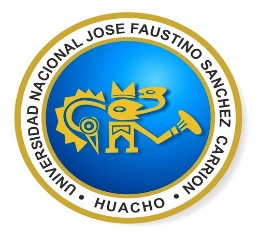 UNIVERSIDAD NACIONAL JOSE FAUSTINO SANCHEZ CARRION
• HUACHO •